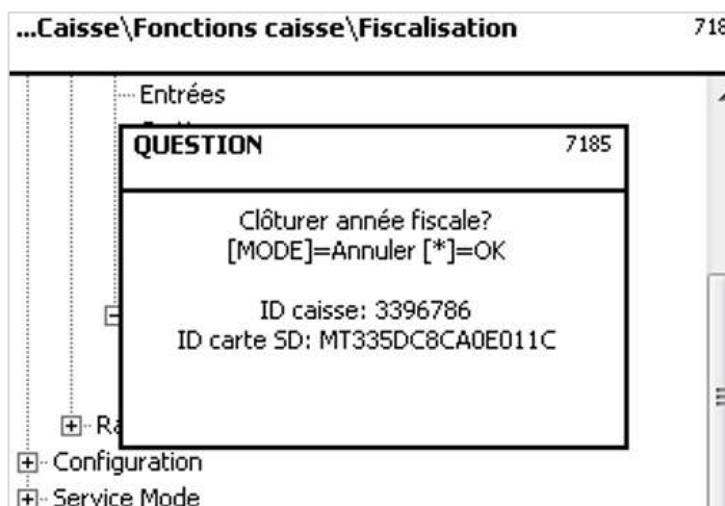 ...Caisse\Fonctions caisse\Fiscalisation 718
Entrées
QUESTION 7185
Clôturer année fiscale?
[MODE]=Annuler [*]=OK
ID caisse: 3396786
ID carte SD: MT335DC8CA0E011C
Configuration
Service Mode